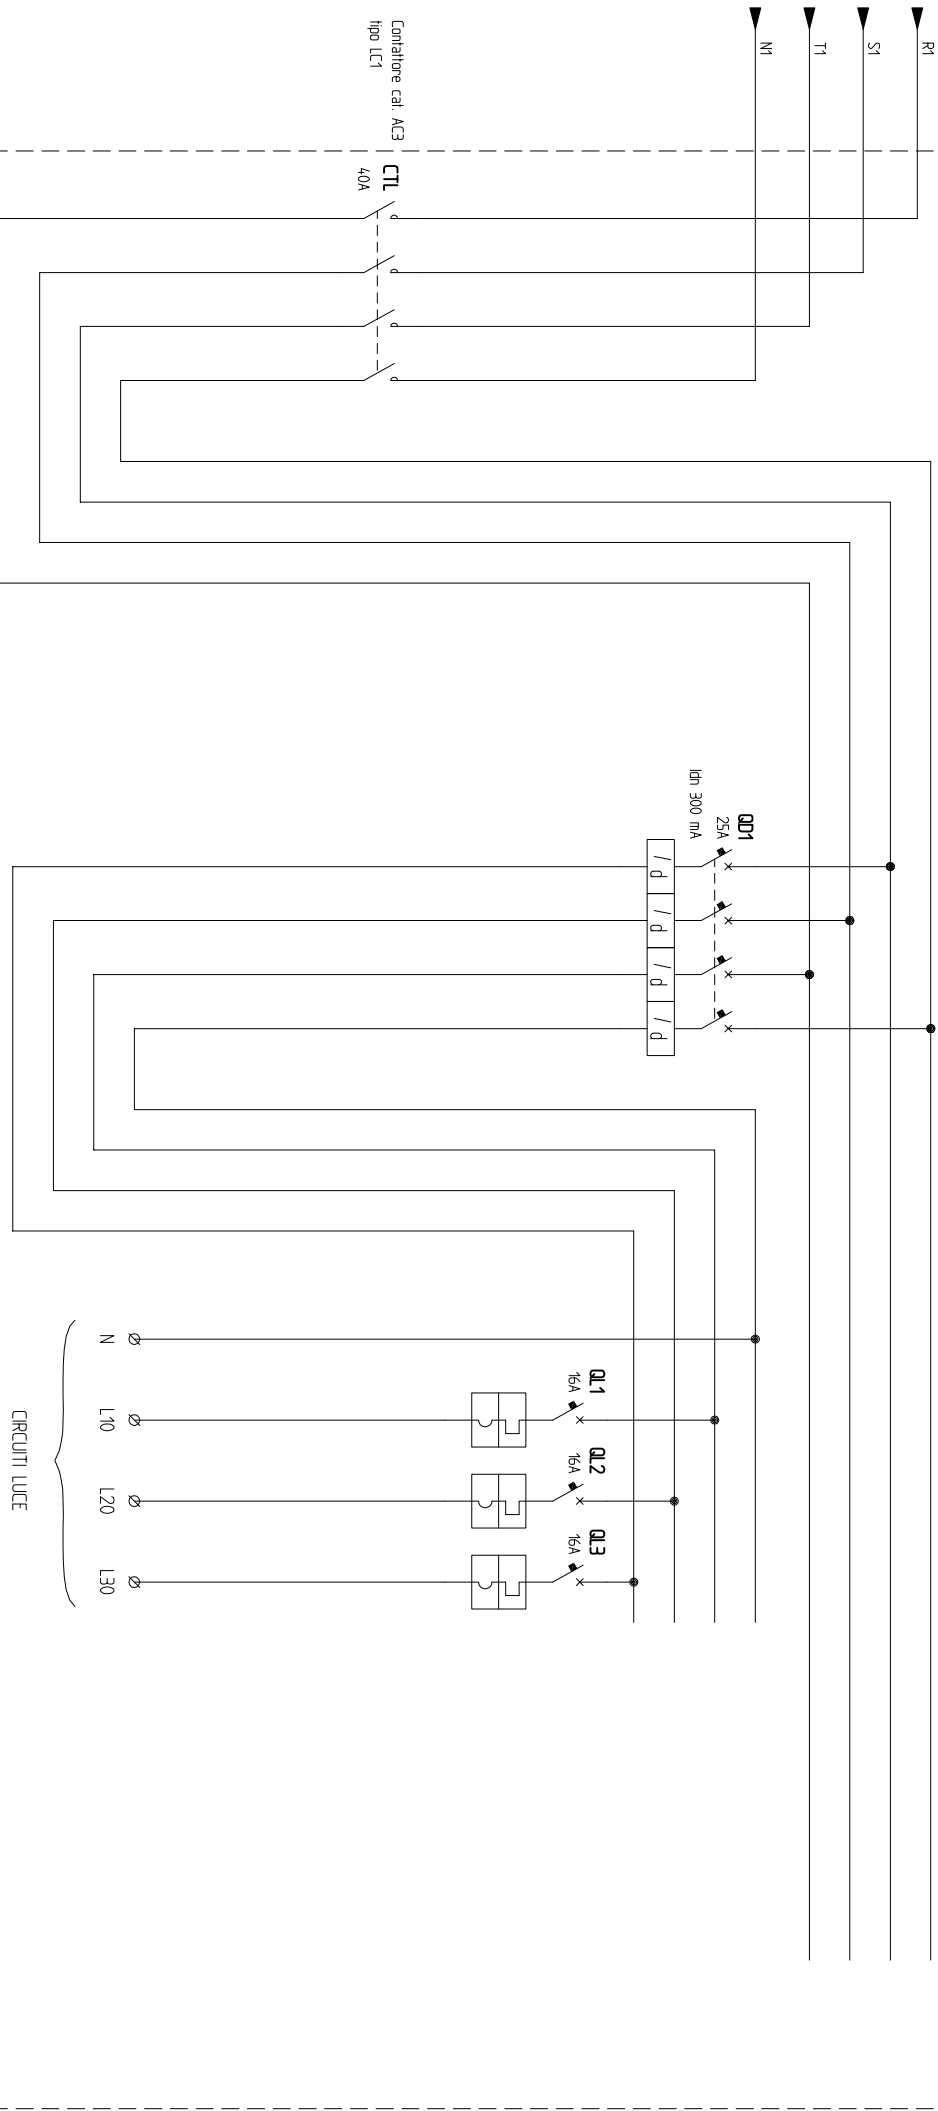 R1
S1
T1
N1
Contattore cat. AC3
tipo LC1
CTL
40A
QD1
25A
Idn 300 mA
I d
I d
I d
I d
QL1
16A
QL2
16A
QL3
16A
N
L10
L20
L30
CIRCUITI LUCE